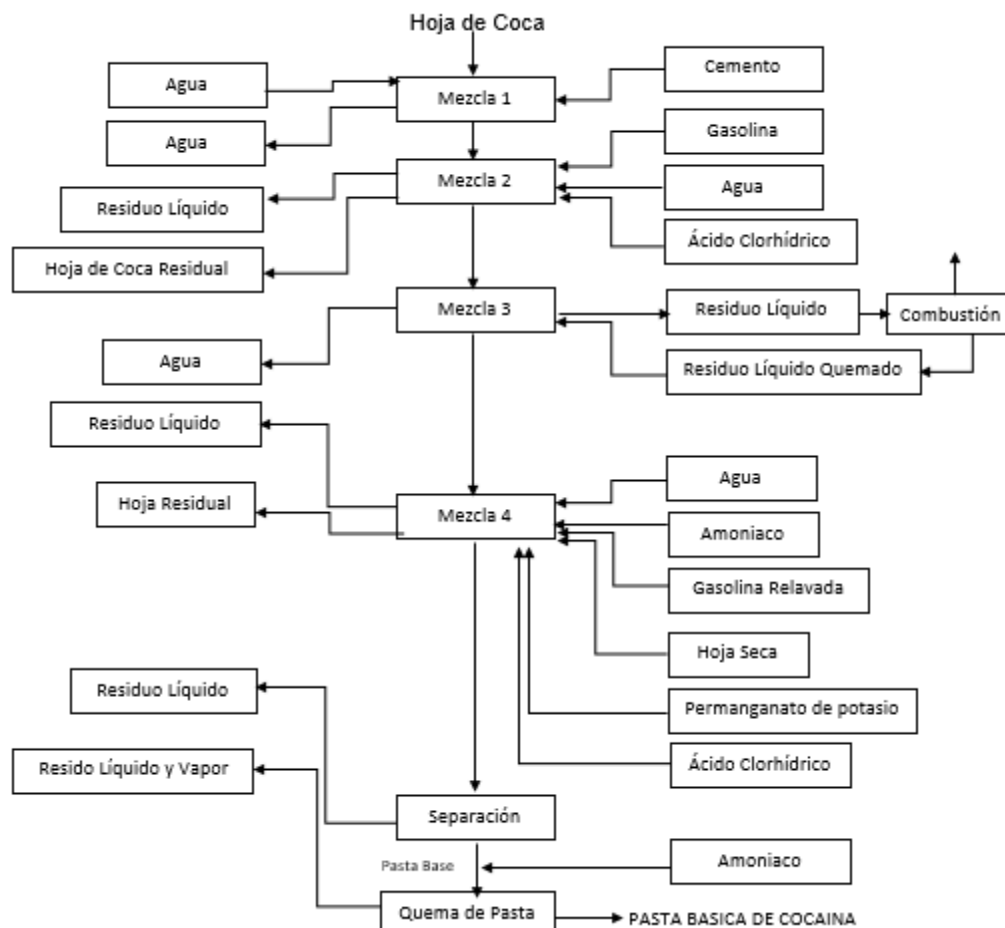 Hoja de Coca
Agua
Mezcla 1
Cemento
Agua
Gasolina
Mezcla 2
Agua
Residuo Líquido
Ácido Clorhídrico
Hoja de Coca Residual
Mezcla 3
Residuo Líquido
Combustión
Agua
Residuo Líquido Quemado
Residuo Líquido
Agua
Hoja Residual
Mezcla 4
Amoniaco
Gasolina Relavada
Hoja Seca
Residuo Líquido
Permanganato de potasio
Resido Líquido y Vapor
Ácido Clorhídrico
Separación
Pasta Base
Amoniaco
Quema de Pasta
PASTA BASICA DE COCAINA